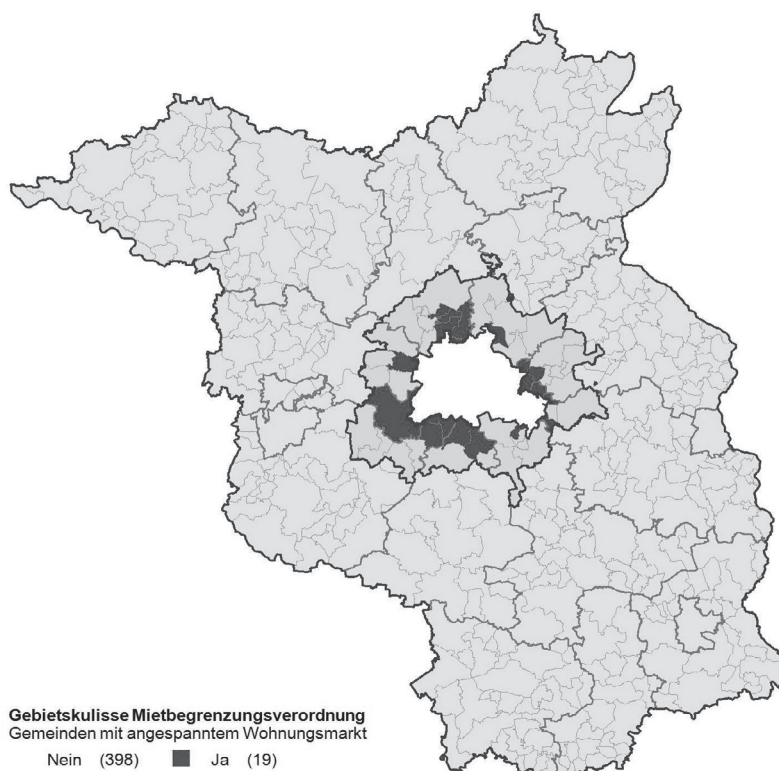 Gebietskulisse Mietbegrenzungsverordnung
Gemeinden mit angespanntem Wohnungsmarkt
Nein (398) Ja (19)